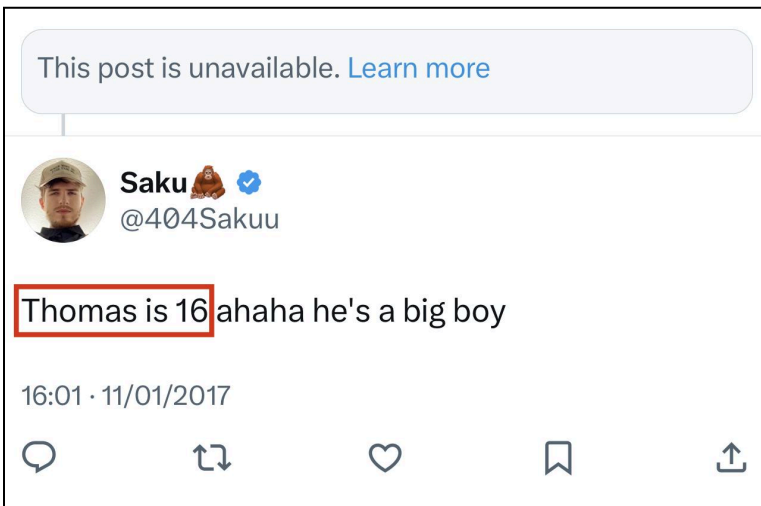 This post is unavailable. Learn more
Saku🦧
@404Sakuu
Thomas is 16 ahaha he's a big boy
16:01 · 11/01/2017